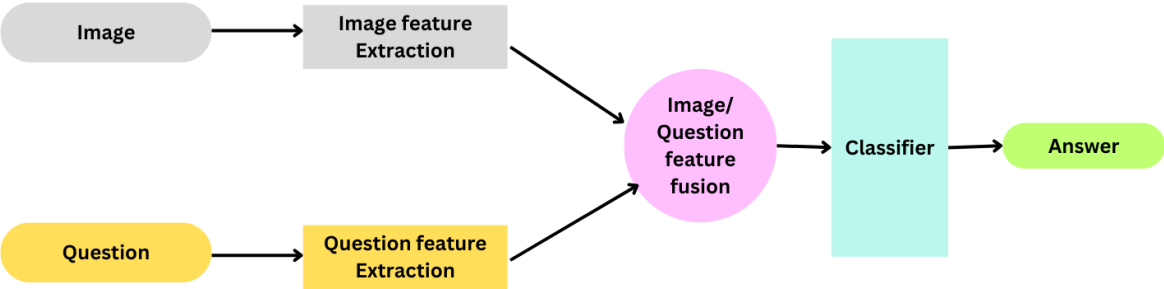 Image
Image feature
Extraction
Image/
Question
feature
fusion
Classifier
Answer
Question
Question feature
Extraction